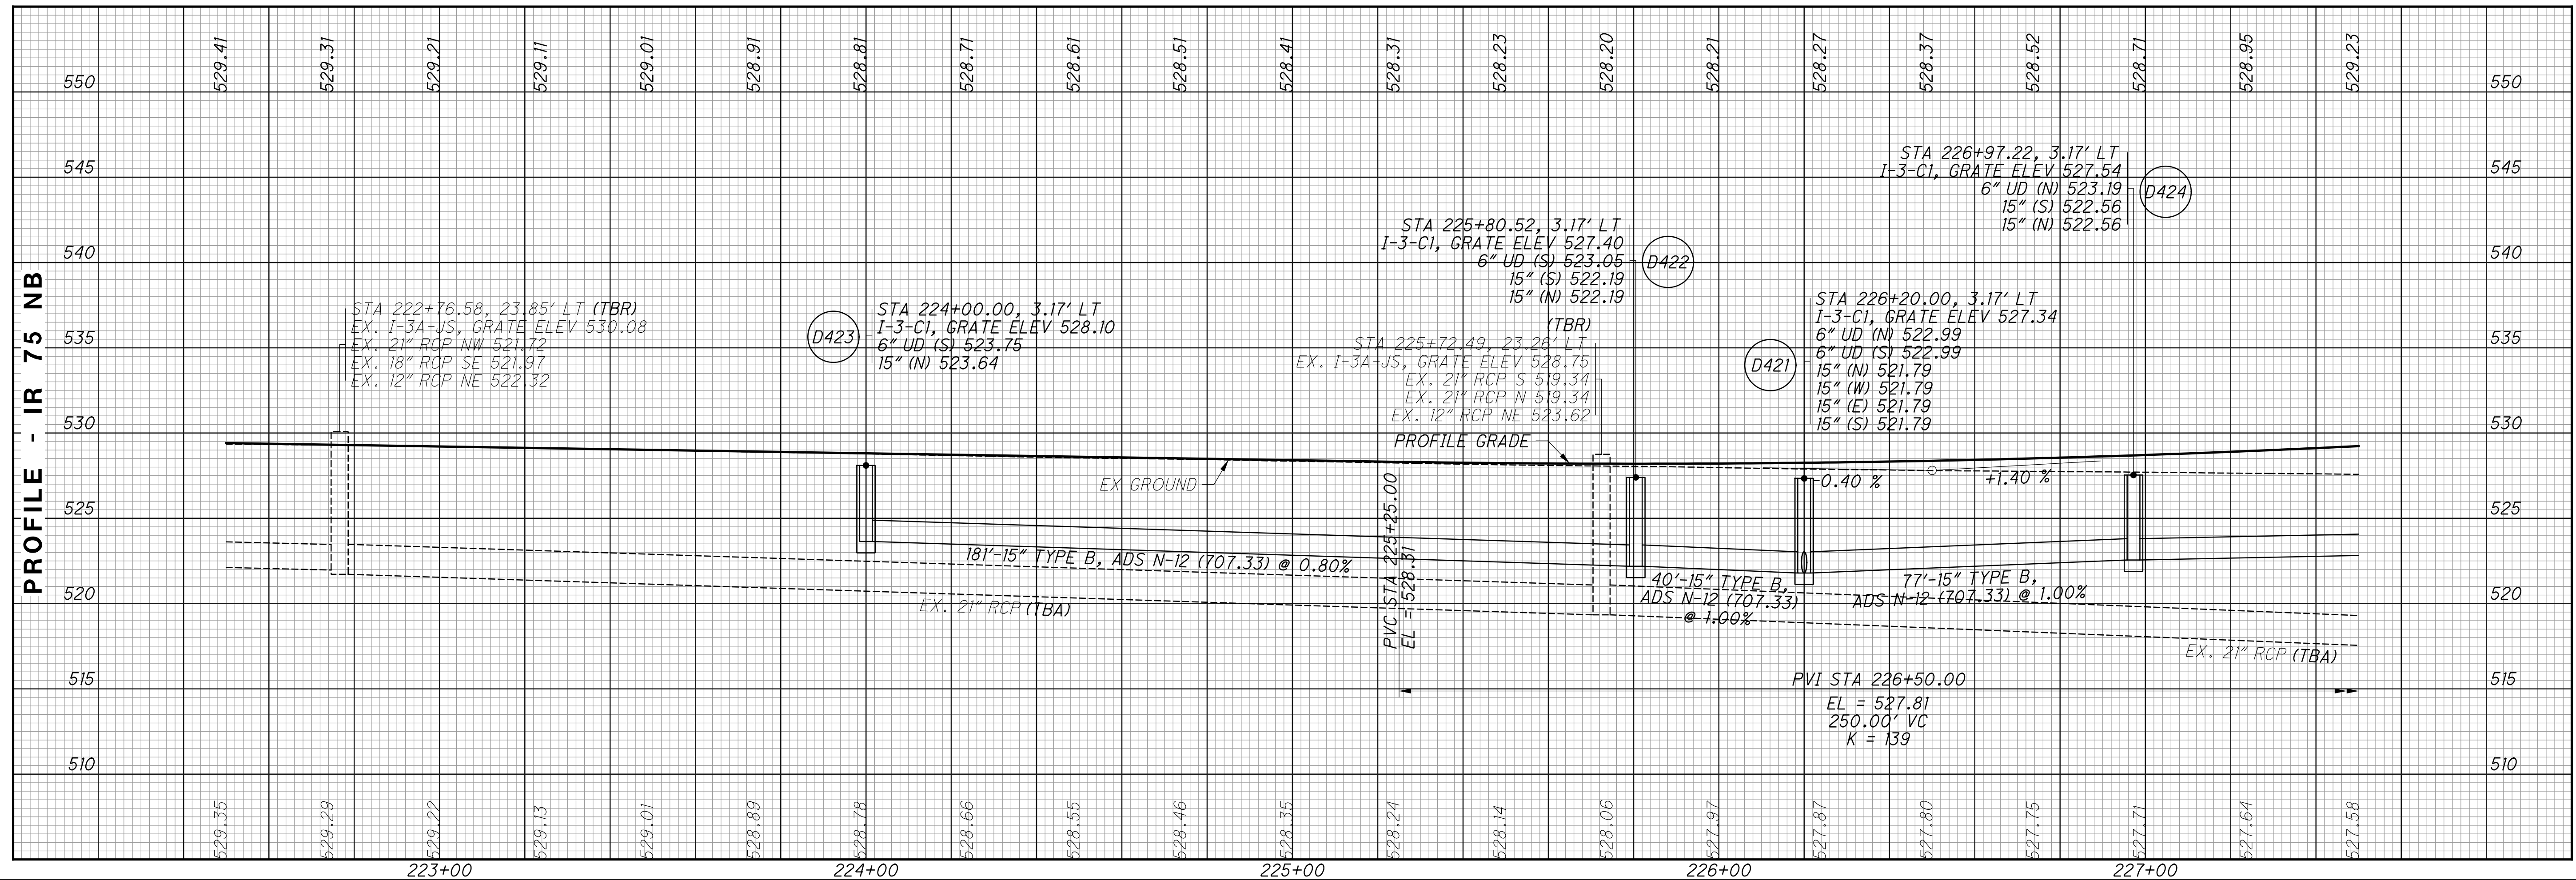 529.41
529.31
529.21
529.11
529.01
528.91
528.81
528.71
528.61
528.51
528.41
528.31
528.23
528.20
528.21
528.27
528.37
528.52
528.71
528.95
529.23
550
550
545
545
540
540
535
535
530
530
525
525
520
520
515
515
510
510
PROFILE - IR 75 NB
STA 222+76.58, 23.85' LT (TBR)
EX. I-3A-JS, GRATE ELEV 530.08
EX. 21" RCP NW 521.72
EX. 18" RCP SE 521.97
EX. 12" RCP NE 522.32
D423
STA 224+00.00, 3.17' LT
I-3-C1, GRATE ELEV 528.10
6" UD (S) 523.75
15" (N) 523.64
(TBR)
STA 225+72.49, 23.26' LT
EX. I-3A-JS, GRATE ELEV 528.75
EX. 21" RCP S 519.34
EX. 21" RCP N 519.34
EX. 12" RCP NE 523.62
STA 225+80.52, 3.17' LT
I-3-C1, GRATE ELEV 527.40
6" UD (S) 523.05
15" (S) 522.19
15" (N) 522.19
D422
D421
STA 226+20.00, 3.17' LT
I-3-C1, GRATE ELEV 527.34
6" UD (N) 522.99
6" UD (S) 522.99
15" (N) 521.79
15" (W) 521.79
15" (E) 521.79
15" (S) 521.79
STA 226+97.22, 3.17' LT
I-3-C1, GRATE ELEV 527.54
6" UD (N) 523.19
15" (S) 522.56
15" (N) 522.56
D424
PROFILE GRADE
EX GROUND
-0.40 %
+1.40 %
PVC STA 225+25.00
EL = 528.31
181'-15" TYPE B, ADS N-12 (707.33) @ 0.80%
EX. 21" RCP (TBA)
40'-15" TYPE B,
ADS N-12 (707.33)
@ 1.00%
77'-15" TYPE B,
ADS N-12 (707.33) @ 1.00%
EX. 21" RCP (TBA)
PVI STA 226+50.00
EL = 527.81
250.00' VC
K = 139
529.35
529.29
529.22
529.13
529.01
528.89
528.78
528.66
528.55
528.46
528.35
528.24
528.14
528.06
527.97
527.87
527.80
527.75
527.71
527.64
527.58
223+00
224+00
225+00
226+00
227+00